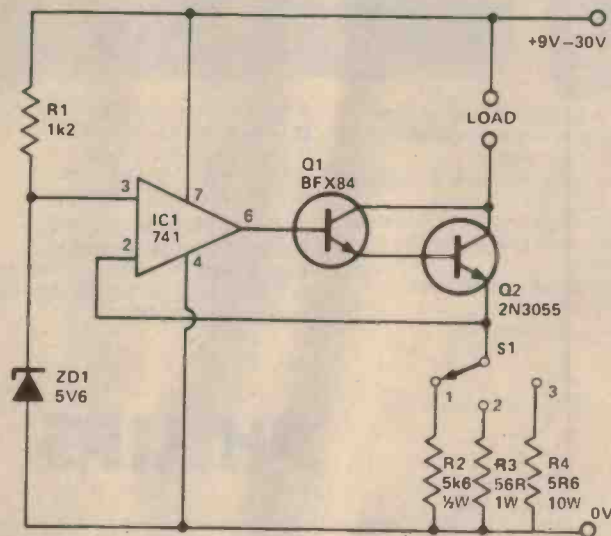 +9V-30V
R1
1k2
LOAD
Q1
BFX84
3
7
IC1
741
6
2
4
Q2
2N3055
S1
ZD1
5V6
1
2
3
R2
5k6
½W
R3
56R
1W
R4
5R6
10W
0V